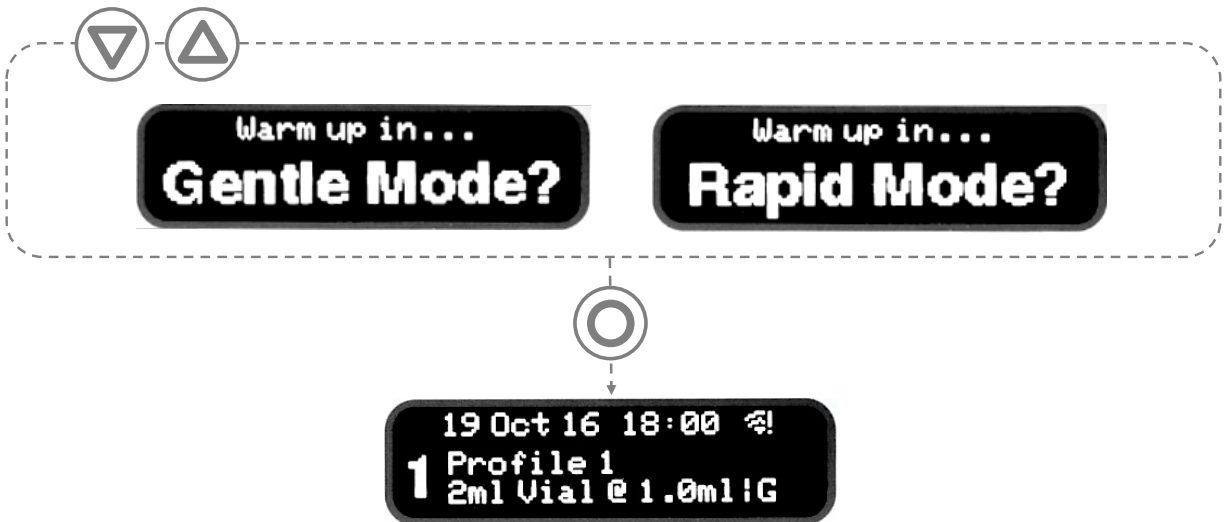 Warm up in...
Gentle Mode?
Warm up in...
Rapid Mode?
19 Oct 16 18:00
1
Profile 1
2ml Vial @ 1.0ml|G